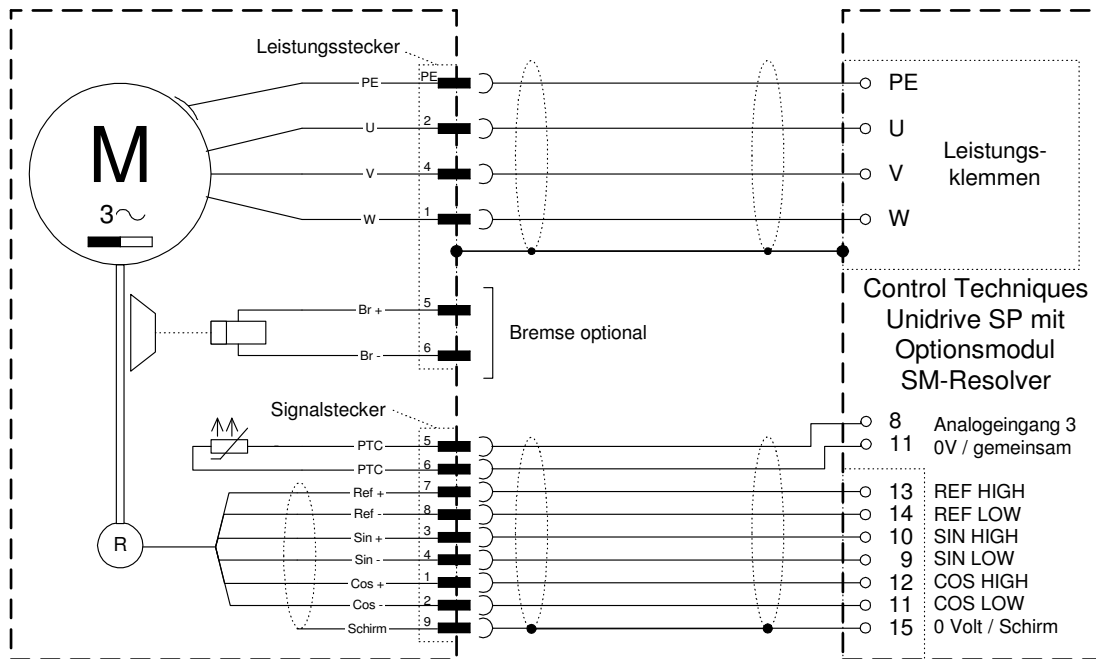 Leistungsstecker
PE PE PE
M
3~
U 2 U
V 4 V
W 1 W
Leistungs-
klemmen
Br + 5
Br - 6
Bremse optional
Control Techniques
Unidrive SP mit
Optionsmodul
SM-Resolver
Signalstecker
PTC 5 8 Analogeingang 3
PTC 6 11 0V / gemeinsam
Ref + 7 13 REF HIGH
Ref - 8 14 REF LOW
Sin + 3 10 SIN HIGH
R
Sin - 4 9 SIN LOW
Cos + 1 12 COS HIGH
Cos - 2 11 COS LOW
Schirm 9 15 0 Volt / Schirm